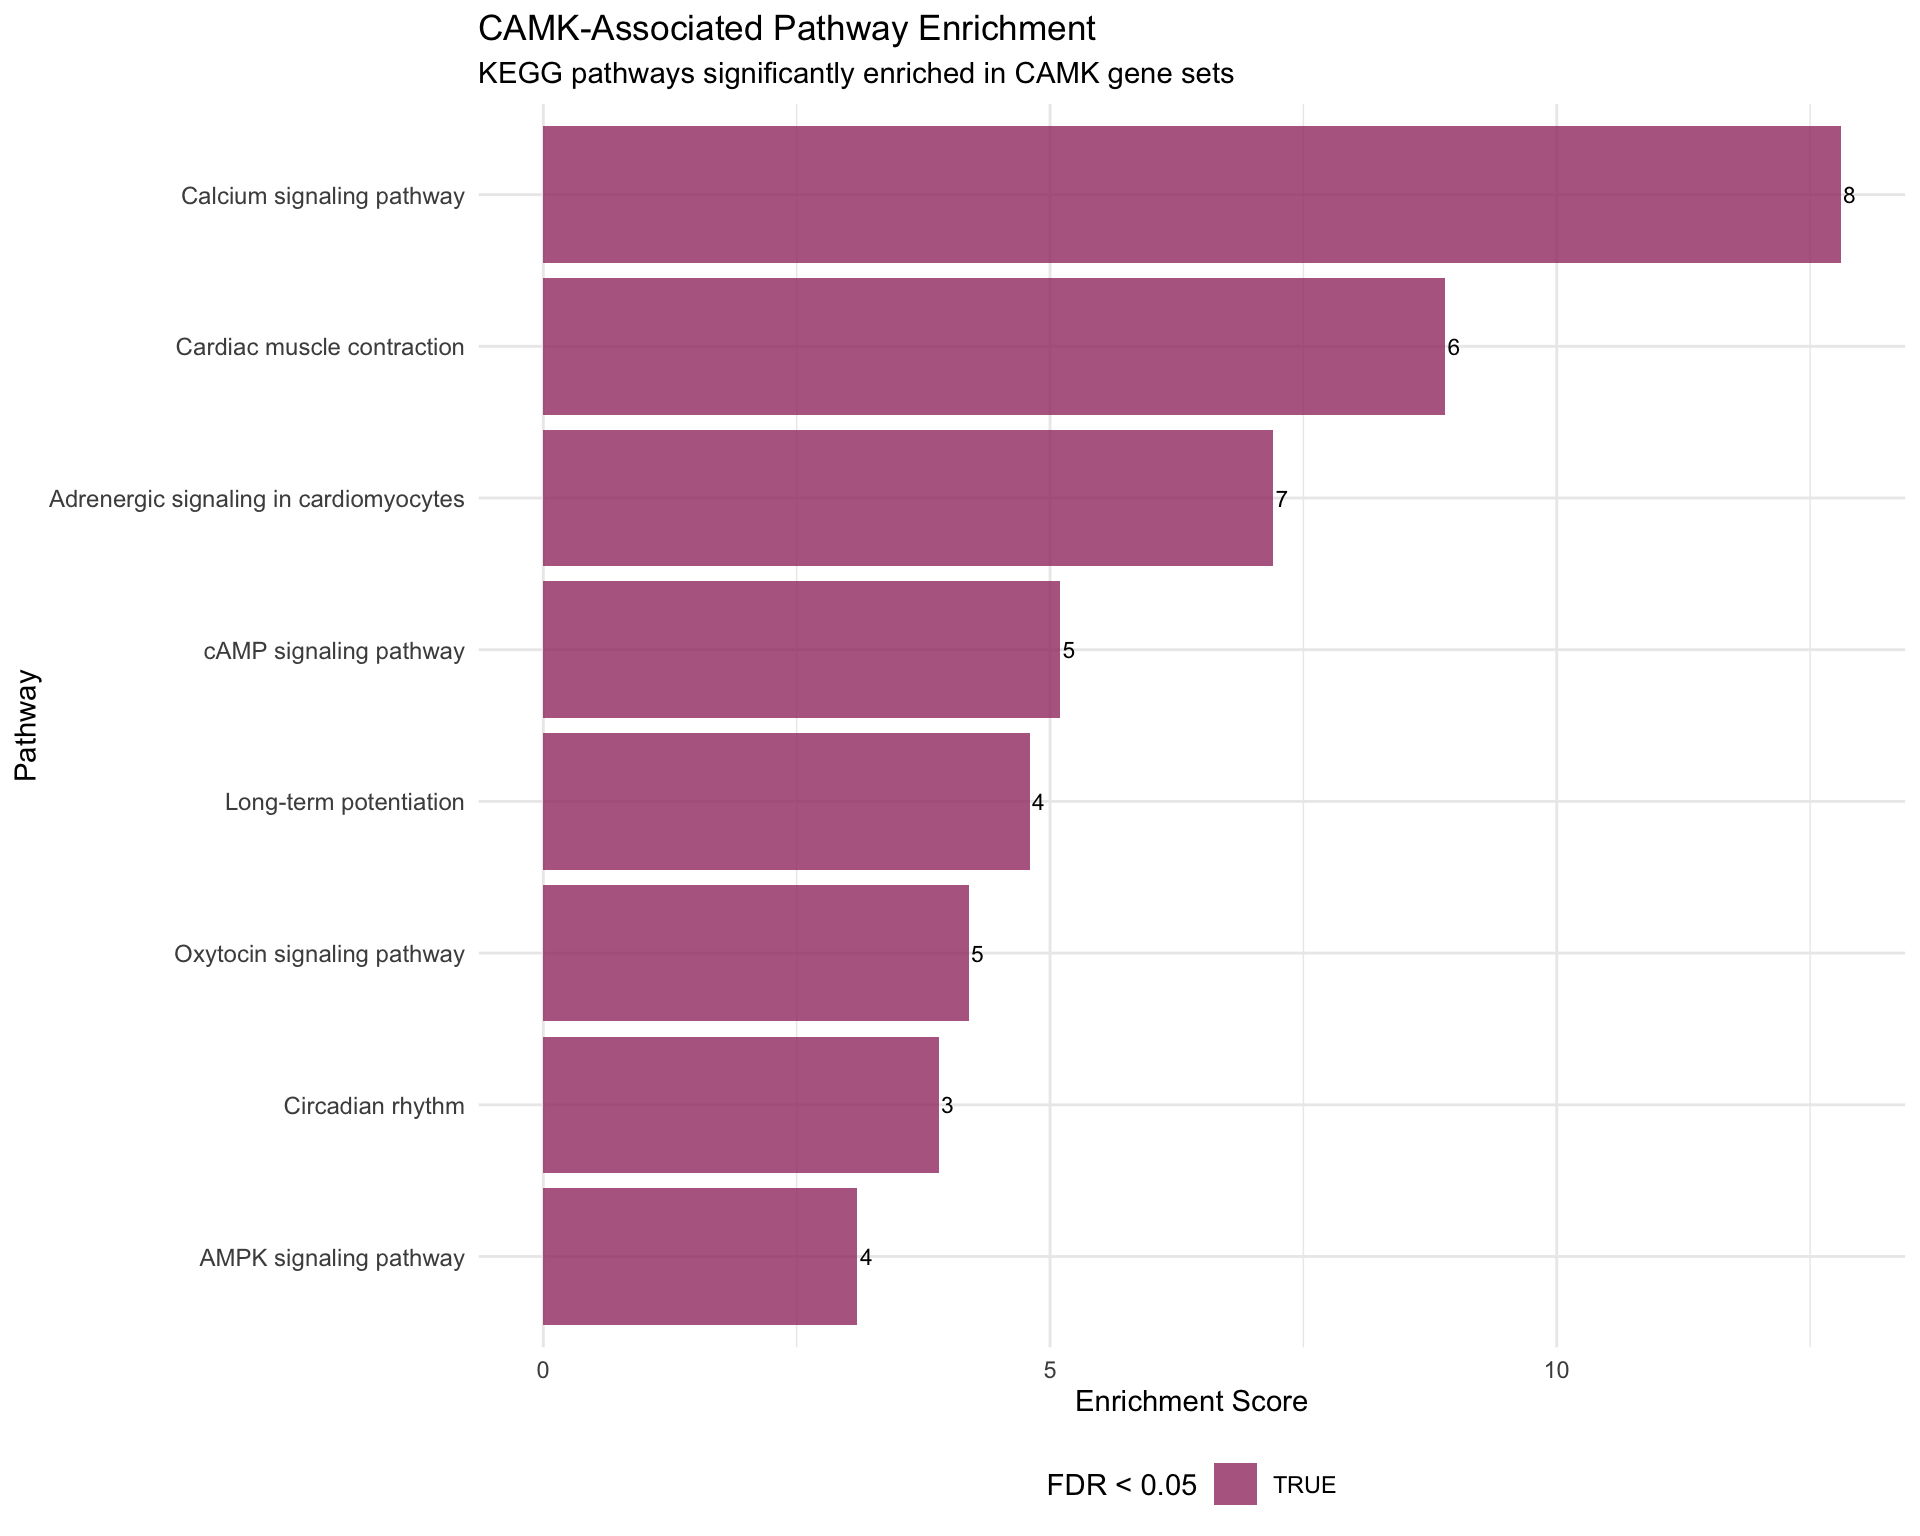 CAMK-Associated Pathway Enrichment
KEGG pathways significantly enriched in CAMK gene sets
Pathway
Calcium signaling pathway 8
Cardiac muscle contraction 6
Adrenergic signaling in cardiomyocytes 7
cAMP signaling pathway 5
Long-term potentiation 4
Oxytocin signaling pathway 5
Circadian rhythm 3
AMPK signaling pathway 4
0 5 10
Enrichment Score
FDR < 0.05 TRUE